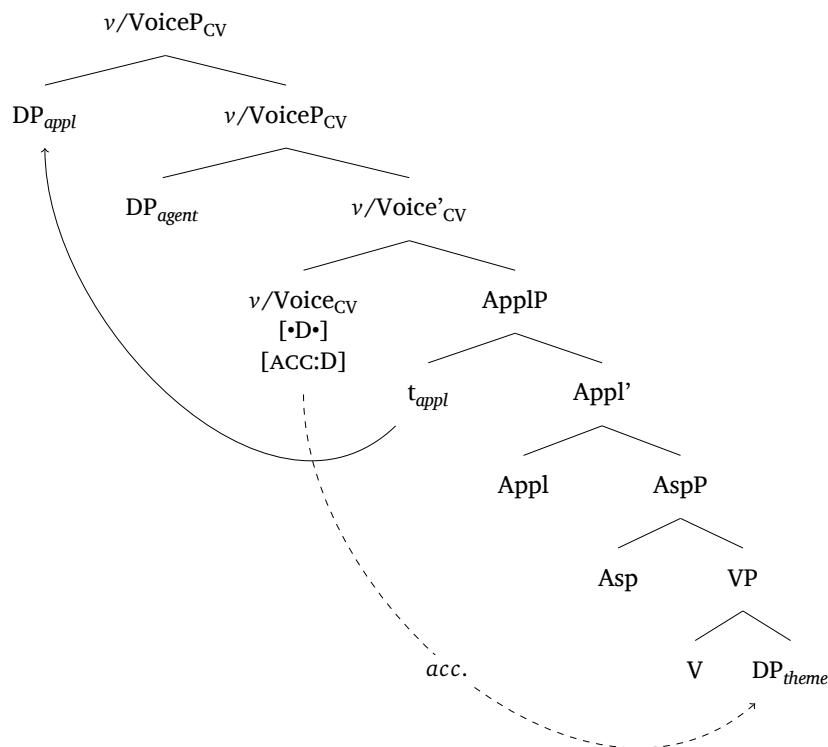 v/VoiceP_CV
DP_appl v/VoiceP_CV
DP_agent v/Voice’_CV
v/Voice_CV ApplP
[•D•]
[ACC:D]
t_appl Appl’
Appl AspP
Asp VP
acc. V DP_theme